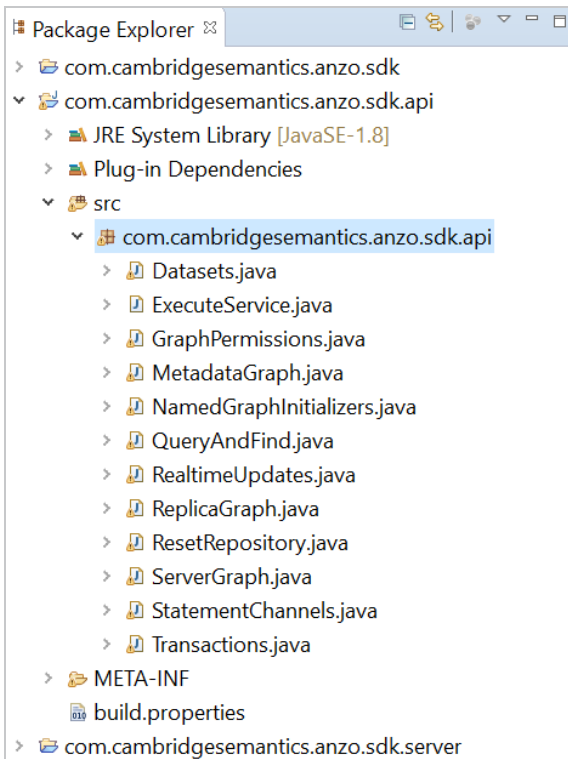 Package Explorer
com.cambridgesemantics.anzo.sdk
com.cambridgesemantics.anzo.sdk.api
JRE System Library [JavaSE-1.8]
Plug-in Dependencies
src
com.cambridgesemantics.anzo.sdk.api
Datasets.java
ExecuteService.java
GraphPermissions.java
MetadataGraph.java
NamedGraphInitializers.java
QueryAndFind.java
RealtimeUpdates.java
ReplicaGraph.java
ResetRepository.java
ServerGraph.java
StatementChannels.java
Transactions.java
META-INF
build.properties
com.cambridgesemantics.anzo.sdk.server